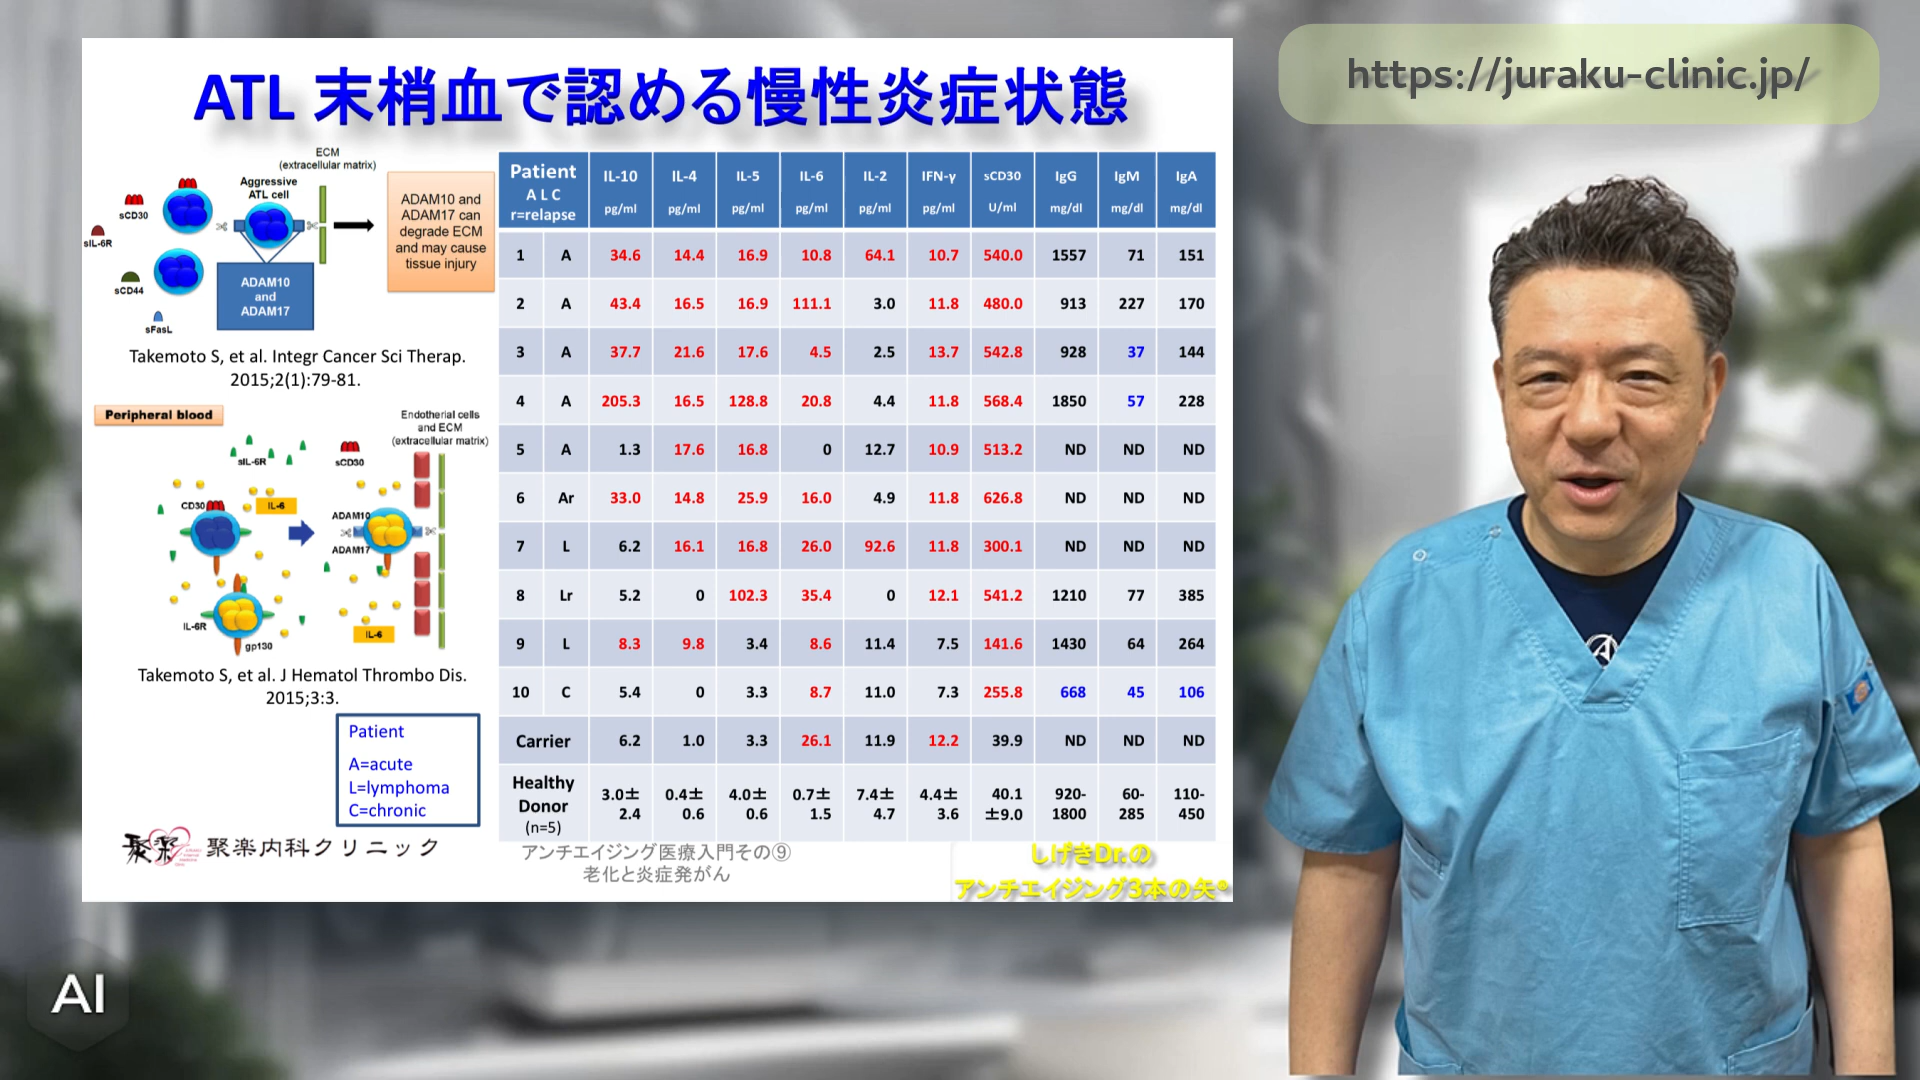 https://juraku-clinic.jp/
ATL 末梢血で認める慢性炎症状態
ECM
(extracellular matrix)
Aggressive
ATL cell
sCD30
sIL-6R
sCD44
sFasL
ADAM10
and
ADAM17
ADAM10 and
ADAM17 can
degrade ECM
and may cause
tissue injury
Takemoto S, et al. Integr Cancer Sci Therap.
2015;2(1):79-81.
Peripheral blood
Endotherial cells
and ECM
(extracellular matrix)
sIL-6R
sCD30
CD30
IL-6
ADAM10
ADAM17
IL-6R
gp130
IL-6
Takemoto S, et al. J Hematol Thrombo Dis.
2015;3:3.
Patient
A=acute
L=lymphoma
C=chronic
Patient A L C r=relapse IL-10 pg/ml IL-4 pg/ml IL-5 pg/ml IL-6 pg/ml IL-2 pg/ml IFN-γ pg/ml sCD30 U/ml IgG mg/dl IgM mg/dl IgA mg/dl
1 A 34.6 14.4 16.9 10.8 64.1 10.7 540.0 1557 71 151
2 A 43.4 16.5 16.9 111.1 3.0 11.8 480.0 913 227 170
3 A 37.7 21.6 17.6 4.5 2.5 13.7 542.8 928 37 144
4 A 205.3 16.5 128.8 20.8 4.4 11.8 568.4 1850 57 228
5 A 1.3 17.6 16.8 0 12.7 10.9 513.2 ND ND ND
6 Ar 33.0 14.8 25.9 16.0 4.9 11.8 626.8 ND ND ND
7 L 6.2 16.1 16.8 26.0 92.6 11.8 300.1 ND ND ND
8 Lr 5.2 0 102.3 35.4 0 12.1 541.2 1210 77 385
9 L 8.3 9.8 3.4 8.6 11.4 7.5 141.6 1430 64 264
10 C 5.4 0 3.3 8.7 11.0 7.3 255.8 668 45 106
Carrier 6.2 1.0 3.3 26.1 11.9 12.2 39.9 ND ND ND
Healthy Donor (n=5) 3.0± 2.4 0.4± 0.6 4.0± 0.6 0.7± 1.5 7.4± 4.7 4.4± 3.6 40.1 ±9.0 920- 1800 60- 285 110- 450
聚楽内科クリニック
アンチエイジング医療入門その⑨
老化と炎症発がん
しげきDr.の
アンチエイジング3本の矢®
AI